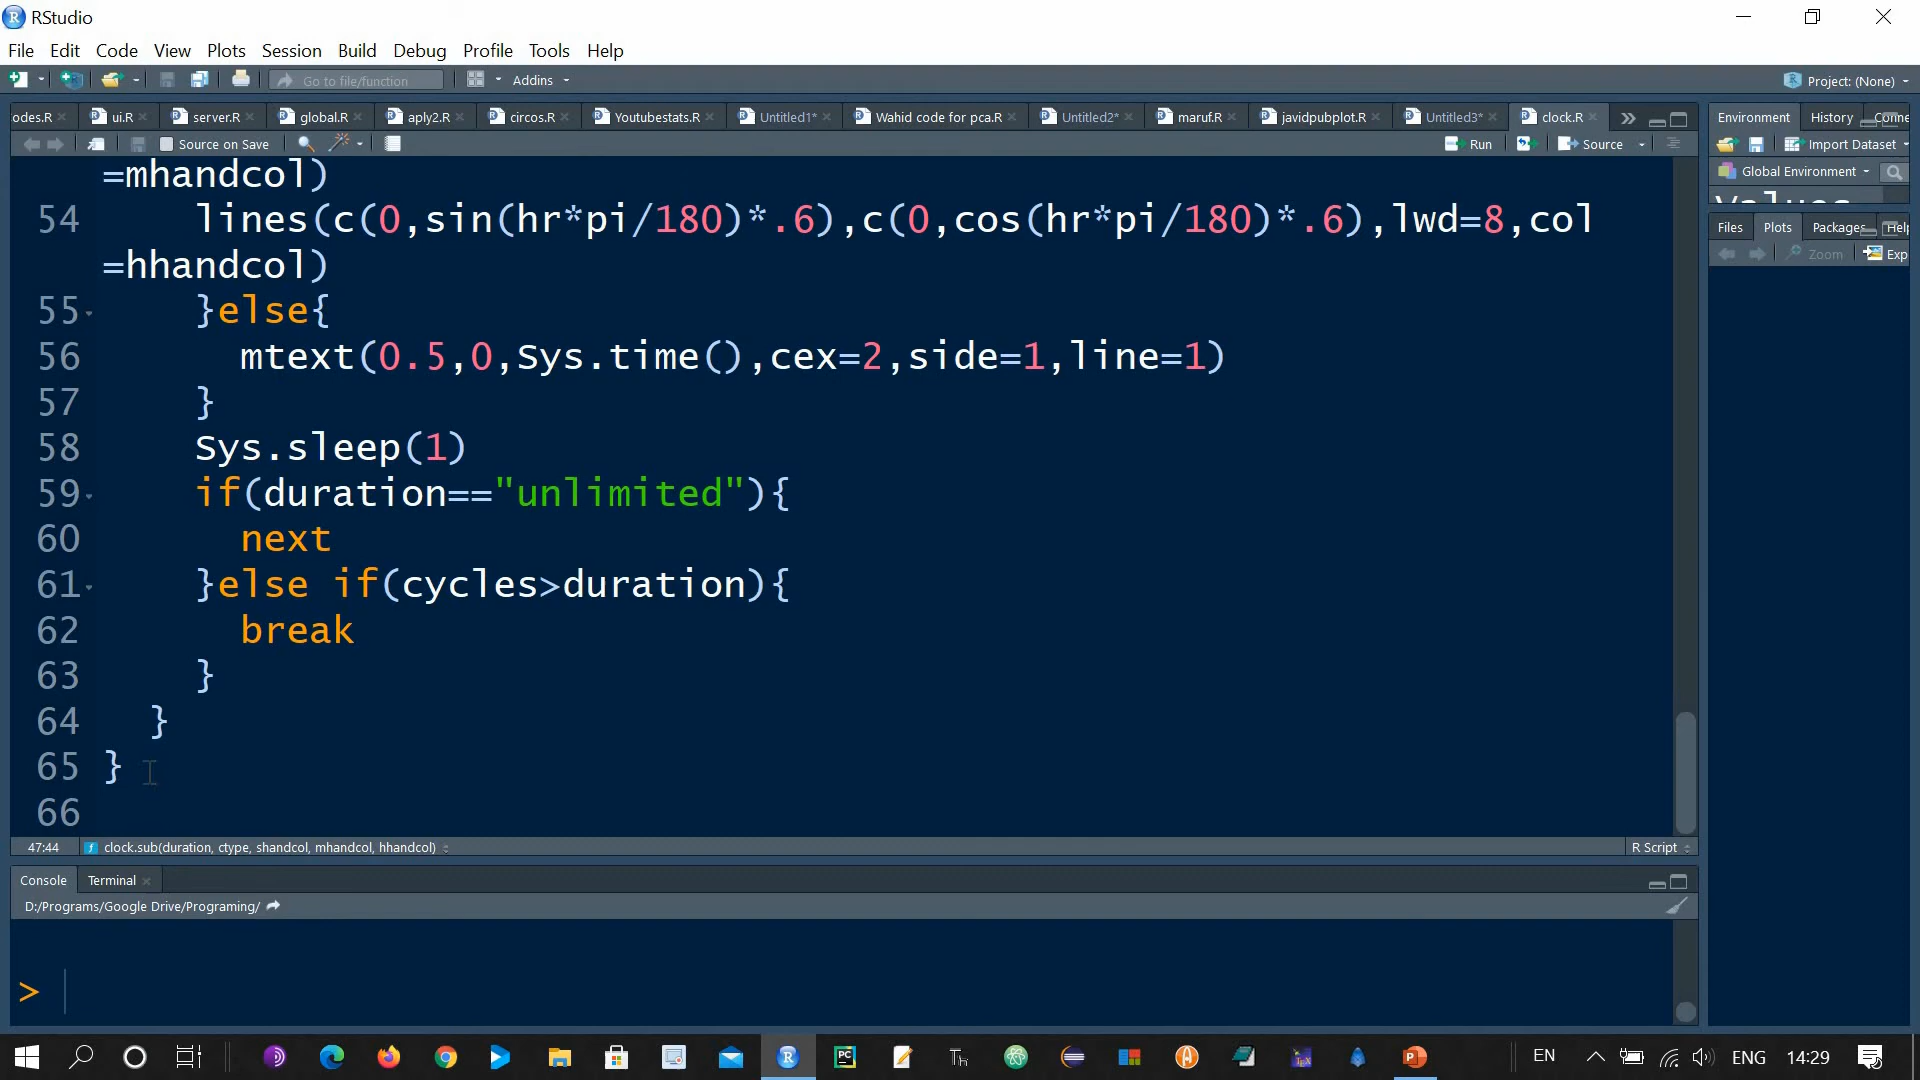 RStudio
File Edit Code View Plots Session Build Debug Profile Tools Help
Go to file/function Addins Project: (None)
odes.R ui.R server.R global.R aply2.R circos.R Youtubestats.R Untitled1* Wahid code for pca.R Untitled2* maruf.R javidpubplot.R Untitled3* clock.R
Source on Save Run Source
=mhandcol)
54 lines(c(0,sin(hr*pi/180)*.6),c(0,cos(hr*pi/180)*.6),lwd=8,col
=hhandcol)
55 }else{
56 mtext(0.5,0,Sys.time(),cex=2,side=1,line=1)
57 }
58 Sys.sleep(1)
59 if(duration=="unlimited"){
60 next
61 }else if(cycles>duration){
62 break
63 }
64 }
65 }
66
47:44 clock.sub(duration, ctype, shandcol, mhandcol, hhandcol) R Script
Console Terminal
D:/Programs/Google Drive/Programing/
>
Environment History Conne
Import Dataset
Global Environment
Values
Files Plots Packages Help
Zoom Exp
EN ENG 14:29